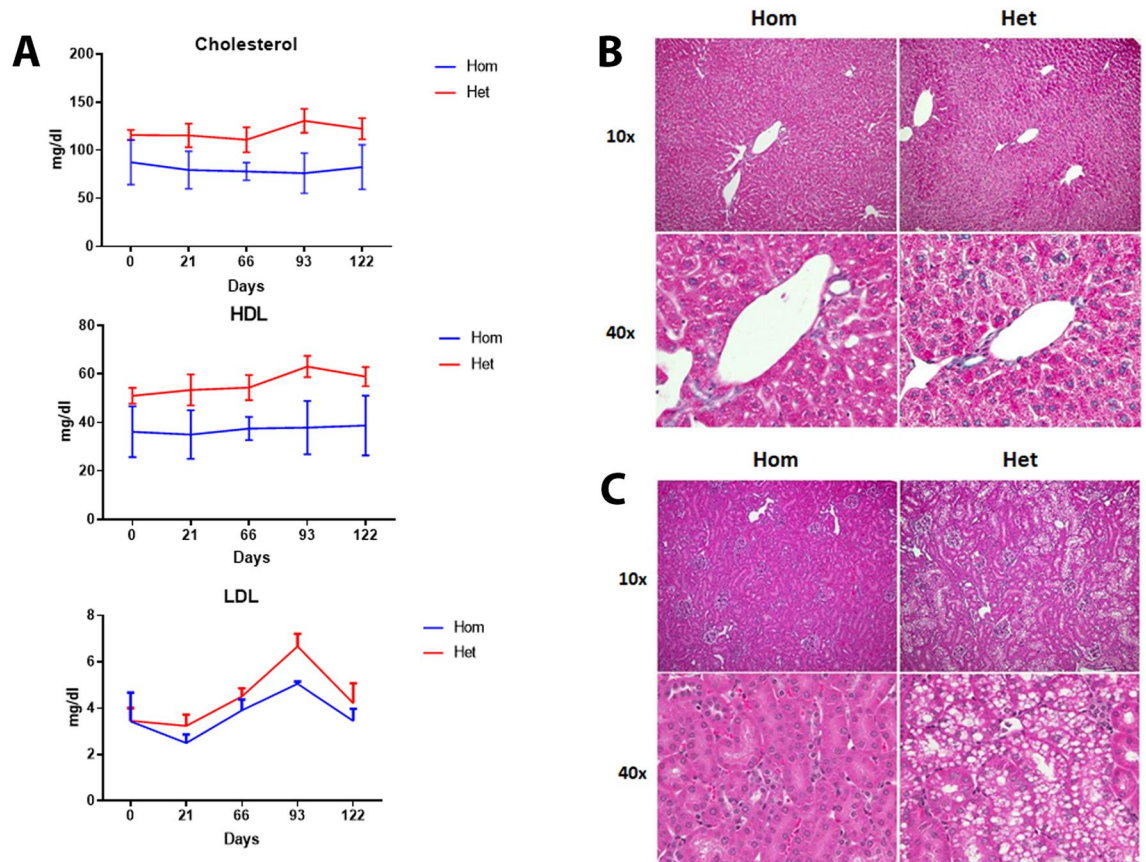 A
Cholesterol
200
150
100
50
0
mg/dl
0 21 66 93 122
Days
Hom
Het
HDL
80
60
40
20
0
mg/dl
0 21 66 93 122
Days
Hom
Het
LDL
8
6
4
2
0
mg/dl
0 21 66 93 122
Days
Hom
Het
B
Hom Het
10x
40x
C
Hom Het
10x
40x